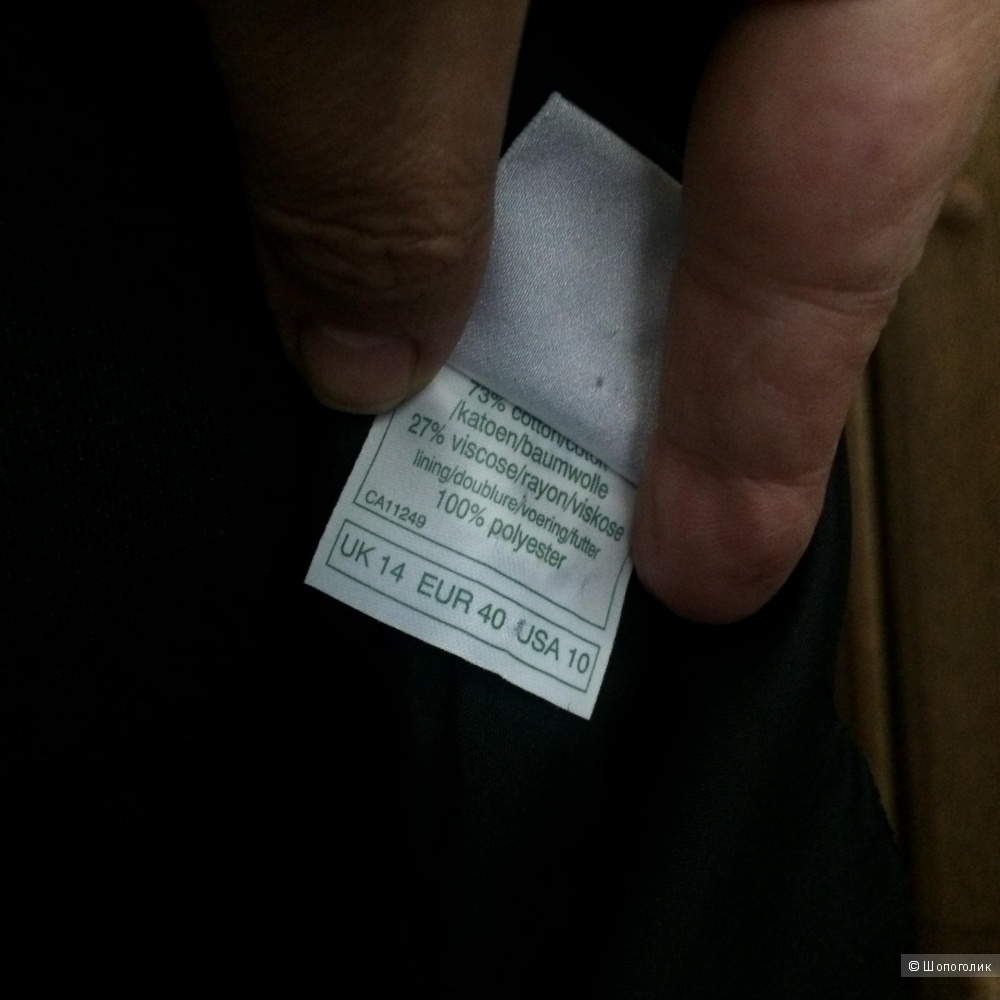 73% cotton/coton
/katoen/baumwolle
27% viscose/rayon/viskose
lining/doublure/voering/futter
100% polyester
CA11249
UK 14 EUR 40 USA 10
© Шопоголик